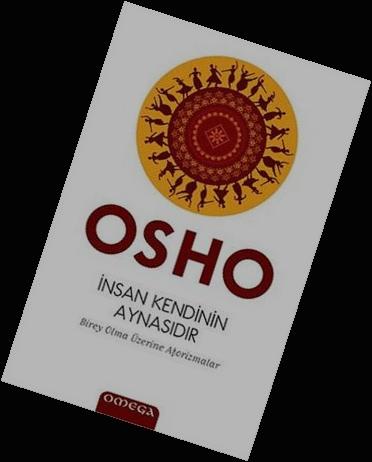 OSHO
İNSAN KENDİNİN
AYNASIDIR
Birey Olma Üzerine Aforizmalar
OMEGA